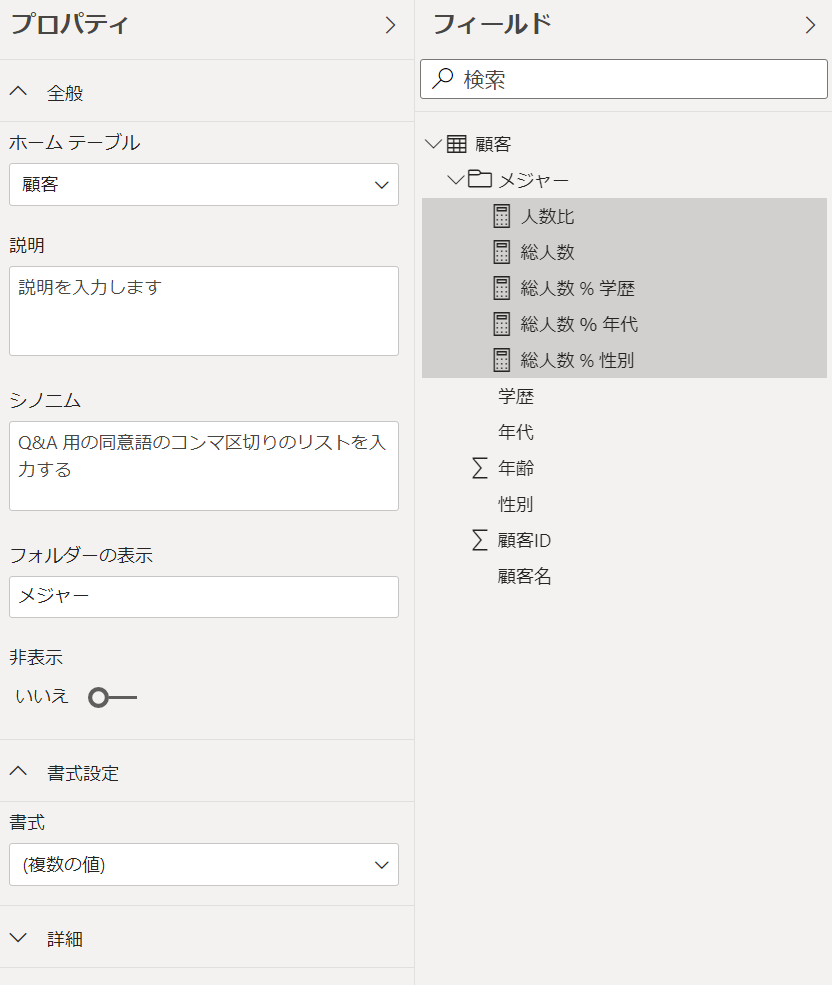 プロパティ
全般
ホーム テーブル
顧客
説明
説明を入力します
シノニム
Q&A 用の同意語のコンマ区切りのリストを入
力する
フォルダーの表示
メジャー
非表示
いいえ
書式設定
書式
(複数の値)
詳細
フィールド
検索
顧客
メジャー
人数比
総人数
総人数 % 学歴
総人数 % 年代
総人数 % 性別
学歴
年代
年齢
性別
顧客ID
顧客名